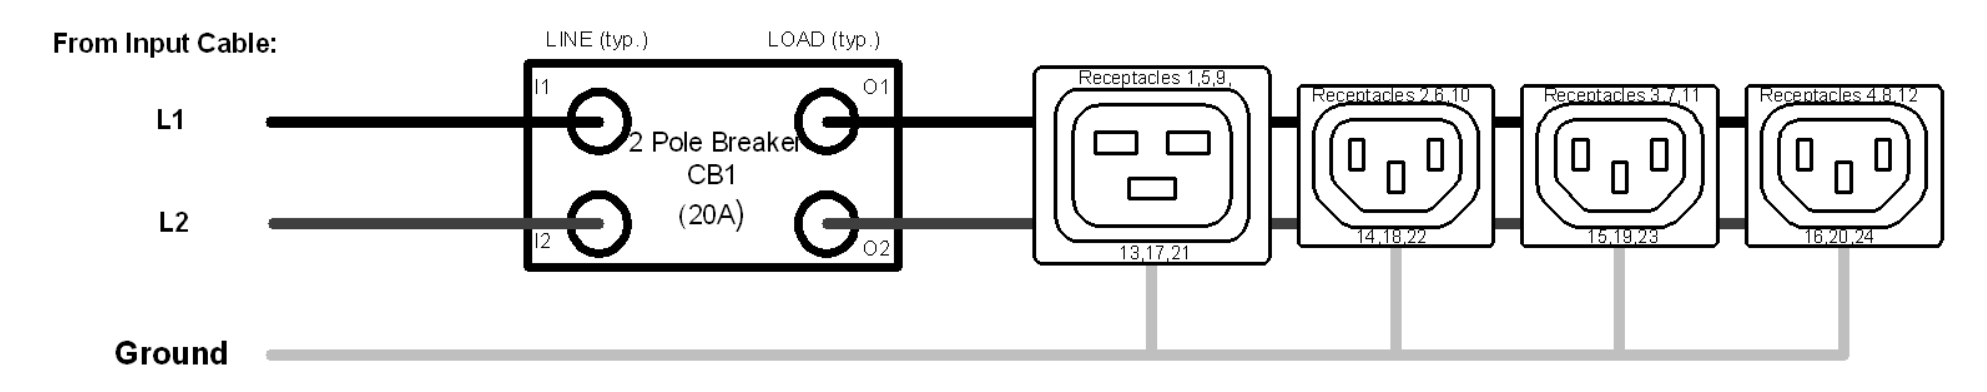 From Input Cable:
LINE (typ.)
LOAD (typ.)
I1
O1
L1
2 Pole Breaker
CB1
(20A)
L2
I2
O2
Receptacles 1,5,9,
13,17,21
Receptacles 2,6,10
14,18,22
Receptacles 3,7,11
15,19,23
Receptacles 4,8,12
16,20,24
Ground